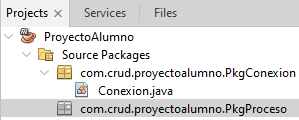 Projects Services Files
ProyectoAlumno
Source Packages
com.crud.proyectoalumno.PkgConexion
Conexion.java
com.crud.proyectoalumno.PkgProceso